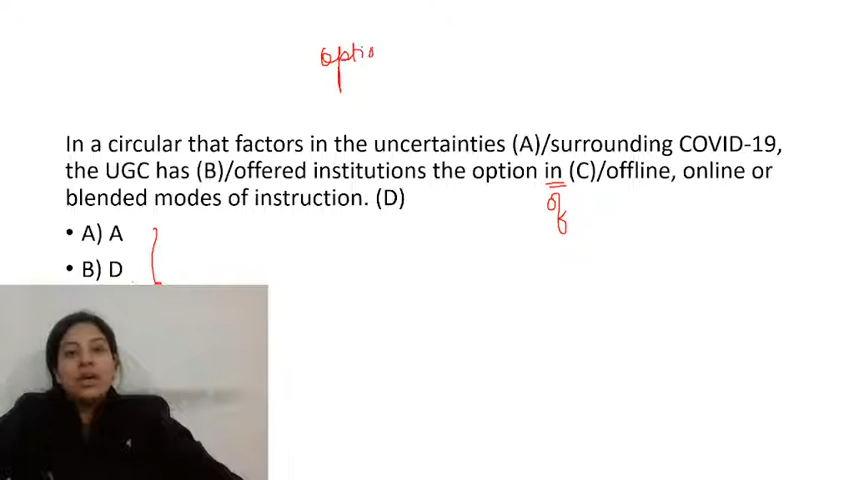 optio
In a circular that factors in the uncertainties (A)/surrounding COVID-19,
the UGC has (B)/offered institutions the option in (C)/offline, online or
of
blended modes of instruction. (D)
• A) A
• B) D